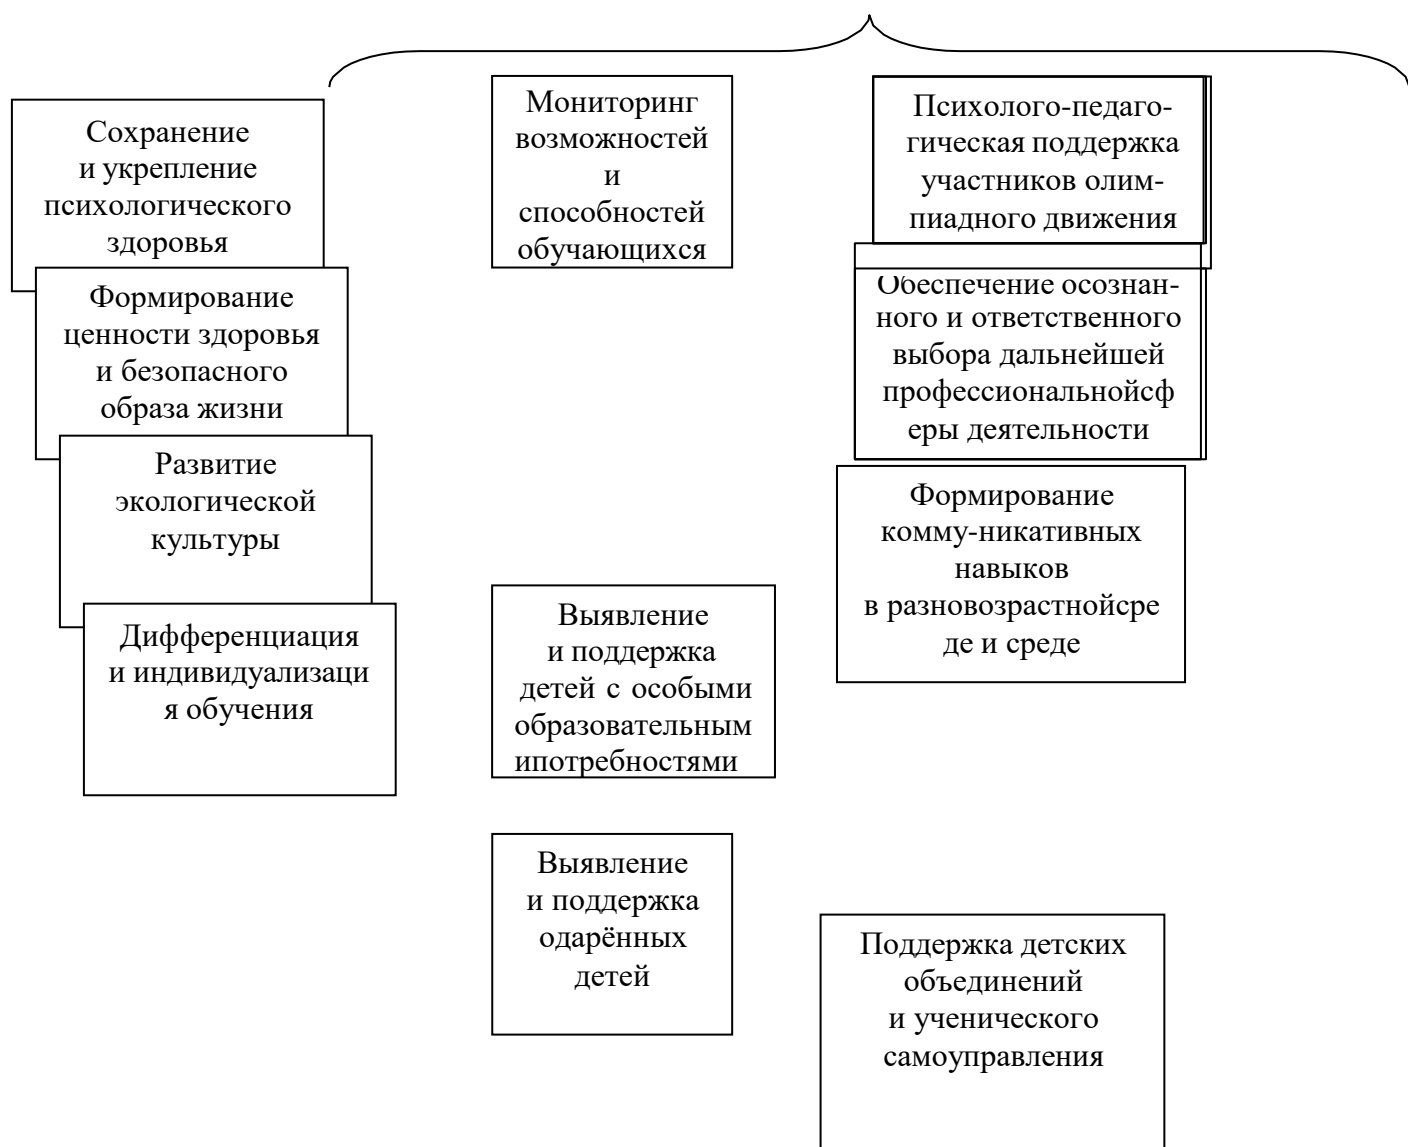 Сохранение
и укрепление
психологического
здоровья
Формирование
ценности здоровья
и безопасного
образа жизни
Развитие
экологической
культуры
Дифференциация
и индивидуализаци
я обучения
Мониторинг
возможностей
и
способностей
обучающихся
Выявление
и поддержка
детей с особыми
образовательным
ипотребностями
Выявление
и поддержка
одарённых
детей
Психолого-педаго-
гическая поддержка
участников олим-
пиадного движения
Обеспечение осознан-
ного и ответственного
выбора дальнейшей
профессиональнойсф
еры деятельности
Формирование
комму-никативных
навыков
в разновозрастнойсре
де и среде
Поддержка детских
объединений
и ученического
самоуправления